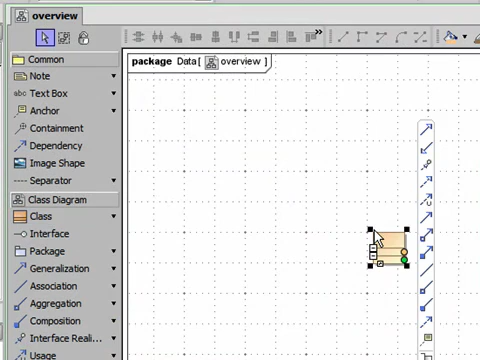 overview
package Data[ overview ]
Common
Note
abc Text Box
Anchor
Containment
Dependency
Image Shape
Separator
Class Diagram
Class
Interface
Package
Generalization
Association
Aggregation
Composition
Interface Reali...
Usage